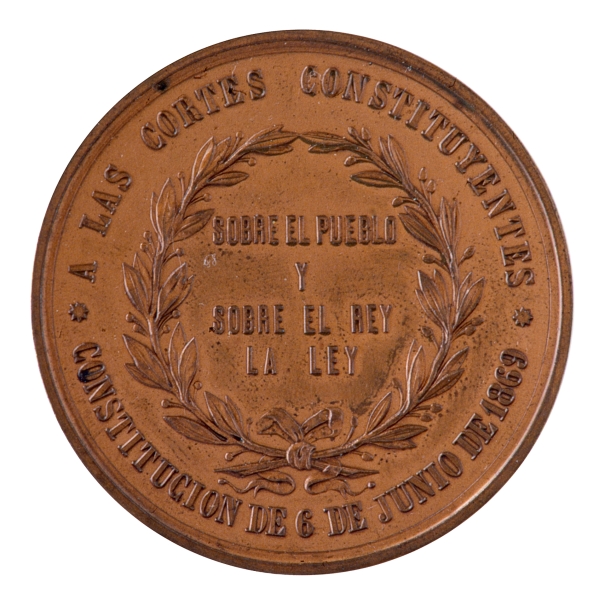 A LAS CORTES CONSTITUYENTES
SOBRE EL PUEBLO
Y
SOBRE EL REY
LA LEY
CONSTITUCION DE 6 DE JUNIO DE 1869